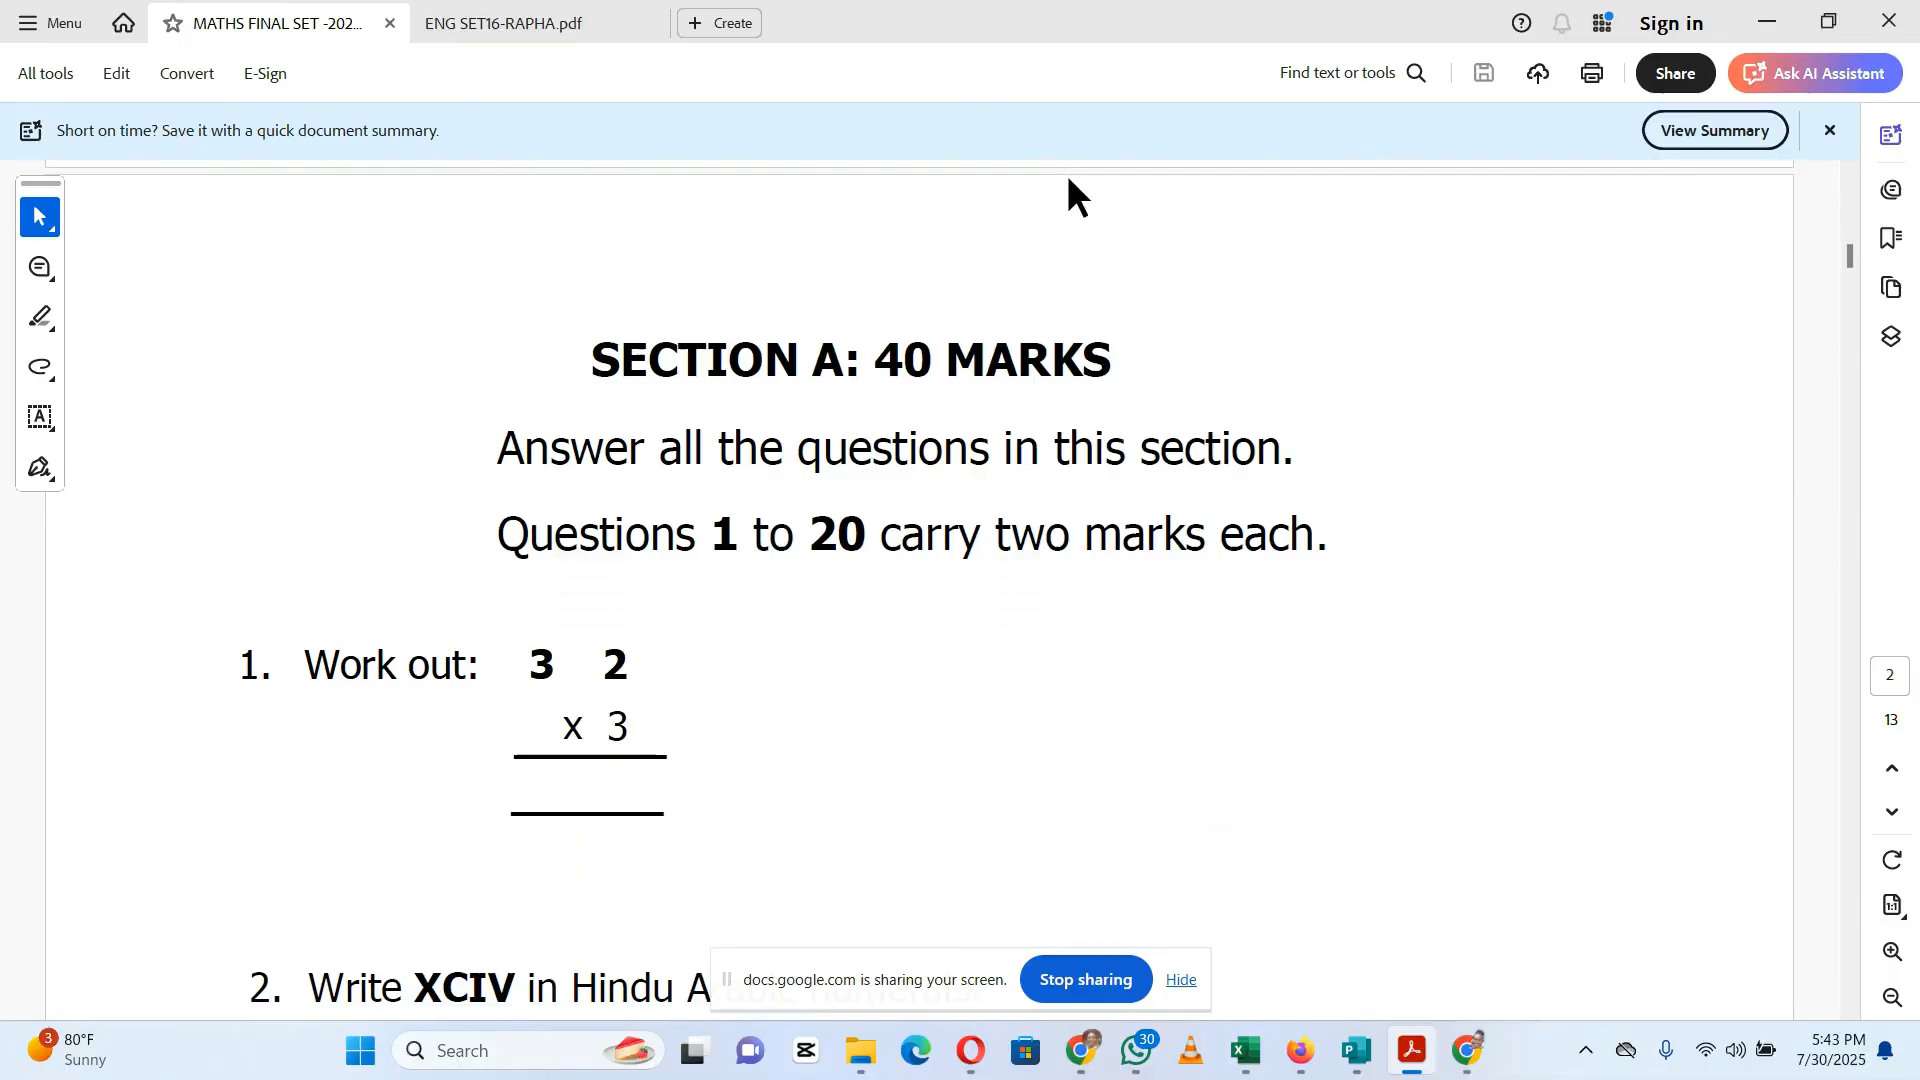 Menu
MATHS FINAL SET -202...
ENG SET16-RAPHA.pdf
Create
Sign in
All tools
Edit
Convert
E-Sign
Find text or tools
Share
Ask AI Assistant
Short on time? Save it with a quick document summary.
View Summary
SECTION A: 40 MARKS
Answer all the questions in this section.
Questions 1 to 20 carry two marks each.
1. Work out: 3 2
x 3
2
13
2. Write XCIV in Hindu A
docs.google.com is sharing your screen.
Stop sharing
Hide
3
80°F
Sunny
Search
30
5:43 PM
7/30/2025